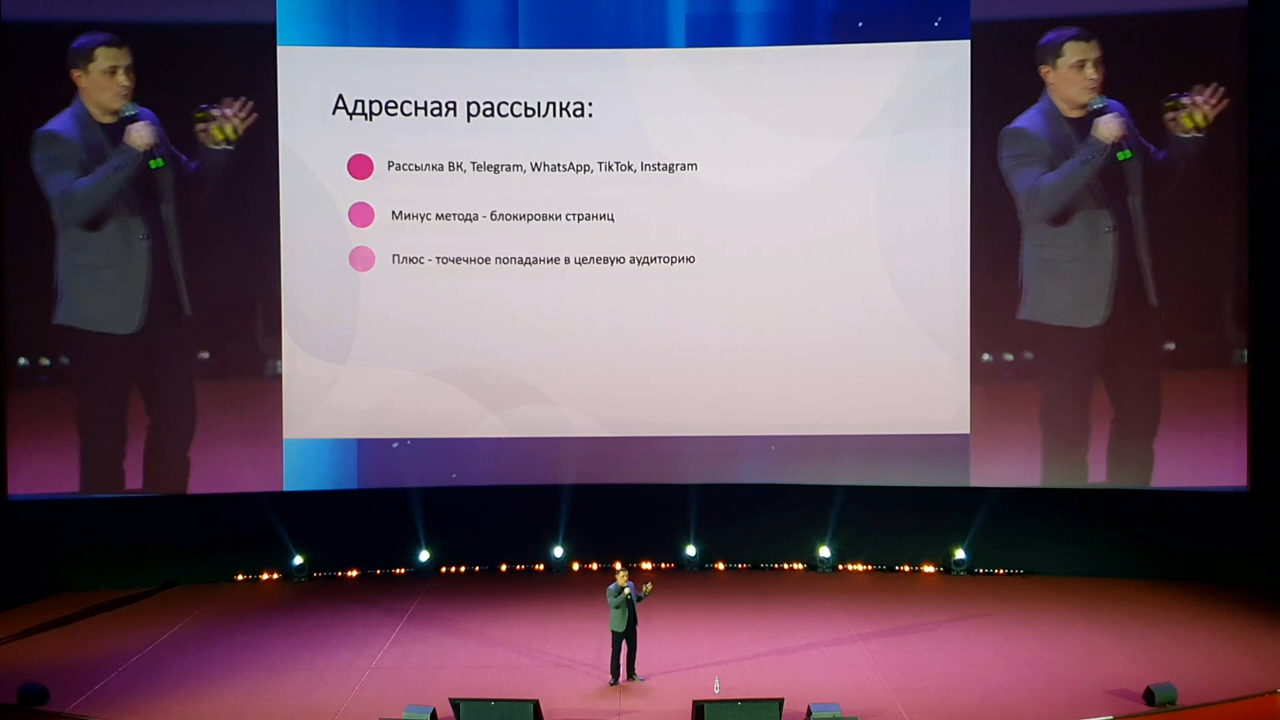 Адресная рассылка:
Рассылка ВК, Telegram, WhatsApp, TikTok, Instagram
Минус метода - блокировки страниц
Плюс - точечное попадание в целевую аудиторию